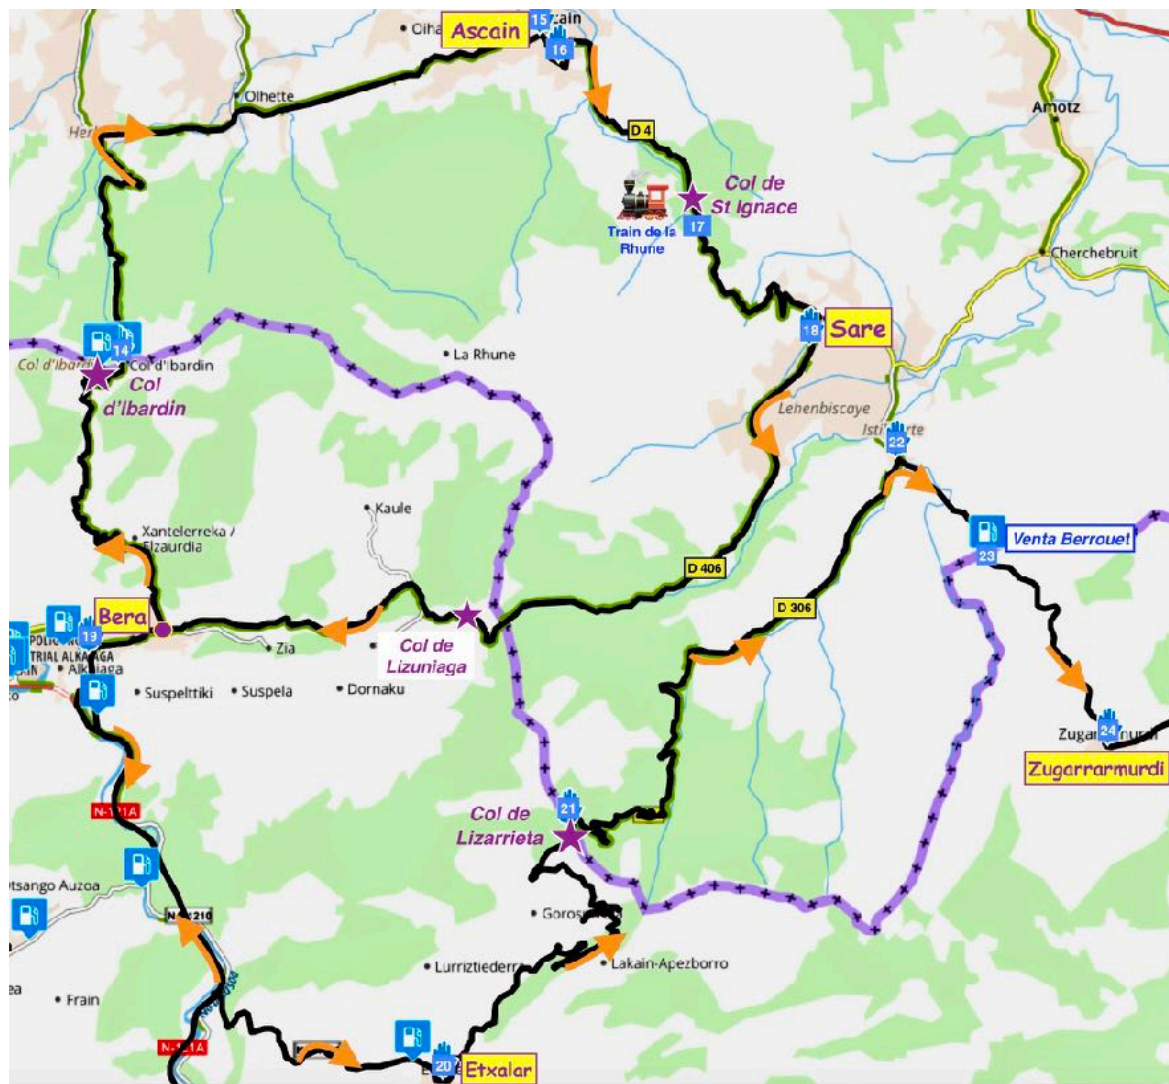 15
Ascain
16
Olhette
Amotz
D 4
Col de
St Ignace
17
Train de la
Rhune
Cherchebruit
18
Sare
La Rhune
14
Col d'Ibardin
Col
d'Ibardin
Lehenbiscaye
22
Kaule
Xantelerreka /
Elzaurdia
23
Venta Berrouet
D 406
Bera
D 306
19
Zia
Col de
Lizuniaga
Suspelttiki
Suspela
Dornaku
24
Zugarrarmurdi
21
Col de
Lizarrieta
N-121A
Lurriztiederra
Lakain-Apezborro
Frain
N-121A
20
Etxalar